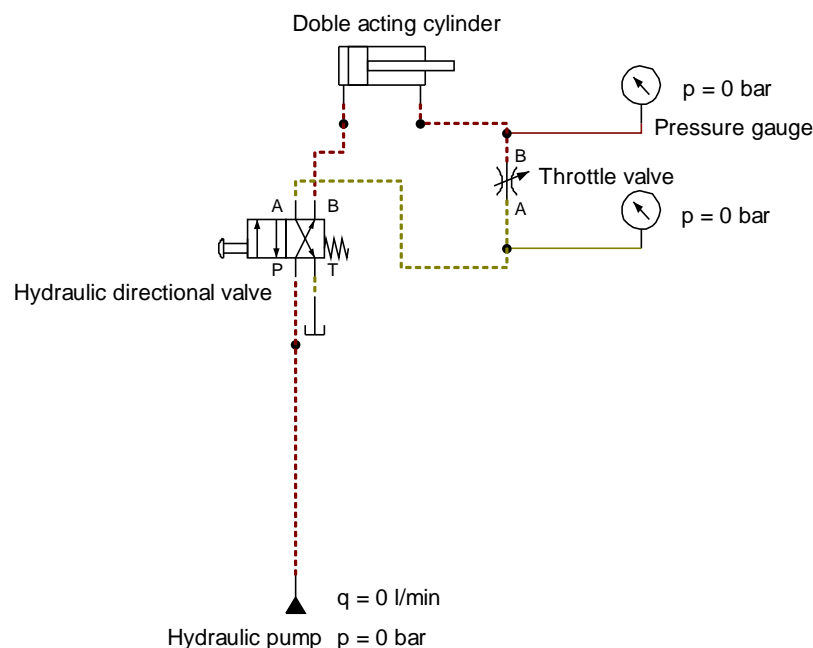 Doble acting cylinder
p = 0 bar
Pressure gauge
B
Throttle valve
A
p = 0 bar
A B
P T
Hydraulic directional valve
q = 0 l/min
Hydraulic pump p = 0 bar